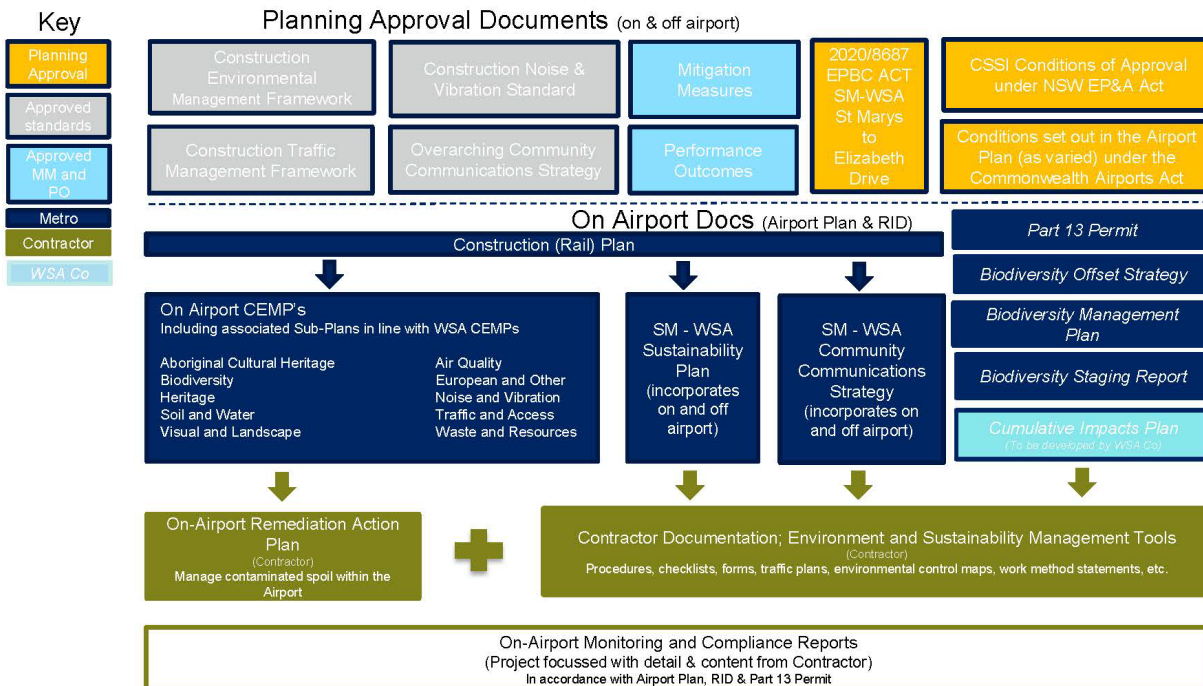 Key
Planning
Approval
Approved
standards
Approved
MM and
PO
Metro
Contractor
WSA Co
Planning Approval Documents (on & off airport)
Construction
Environmental
Management Framework
Construction Noise &
Vibration Standard
Mitigation
Measures
2020/8687
EPBC ACT
SM-WSA
St Marys
to
Elizabeth
Drive
CSSI Conditions of Approval
under NSW EP&A Act
Construction Traffic
Management Framework
Overarching Community
Communications Strategy
Performance
Outcomes
Conditions set out in the Airport
Plan (as varied) under the
Commonwealth Airports Act
On Airport Docs (Airport Plan & RID)
Construction (Rail) Plan
Part 13 Permit
Biodiversity Offset Strategy
Biodiversity Management
Plan
Biodiversity Staging Report
Cumulative Impacts Plan
(To be developed by WSA Co)
On Airport CEMP's
Including associated Sub-Plans in line with WSA CEMPs
Aboriginal Cultural Heritage
Biodiversity
Heritage
Soil and Water
Visual and Landscape
Air Quality
European and Other
Noise and Vibration
Traffic and Access
Waste and Resources
SM - WSA
Sustainability
Plan
(incorporates
on and off
airport)
SM - WSA
Community
Communications
Strategy
(incorporates on
and off airport)
On-Airport Remediation Action
Plan
(Contractor)
Manage contaminated spoil within the
Airport
Contractor Documentation; Environment and Sustainability Management Tools
(Contractor)
Procedures, checklists, forms, traffic plans, environmental control maps, work method statements, etc.
On-Airport Monitoring and Compliance Reports
(Project focussed with detail & content from Contractor)
In accordance with Airport Plan, RID & Part 13 Permit